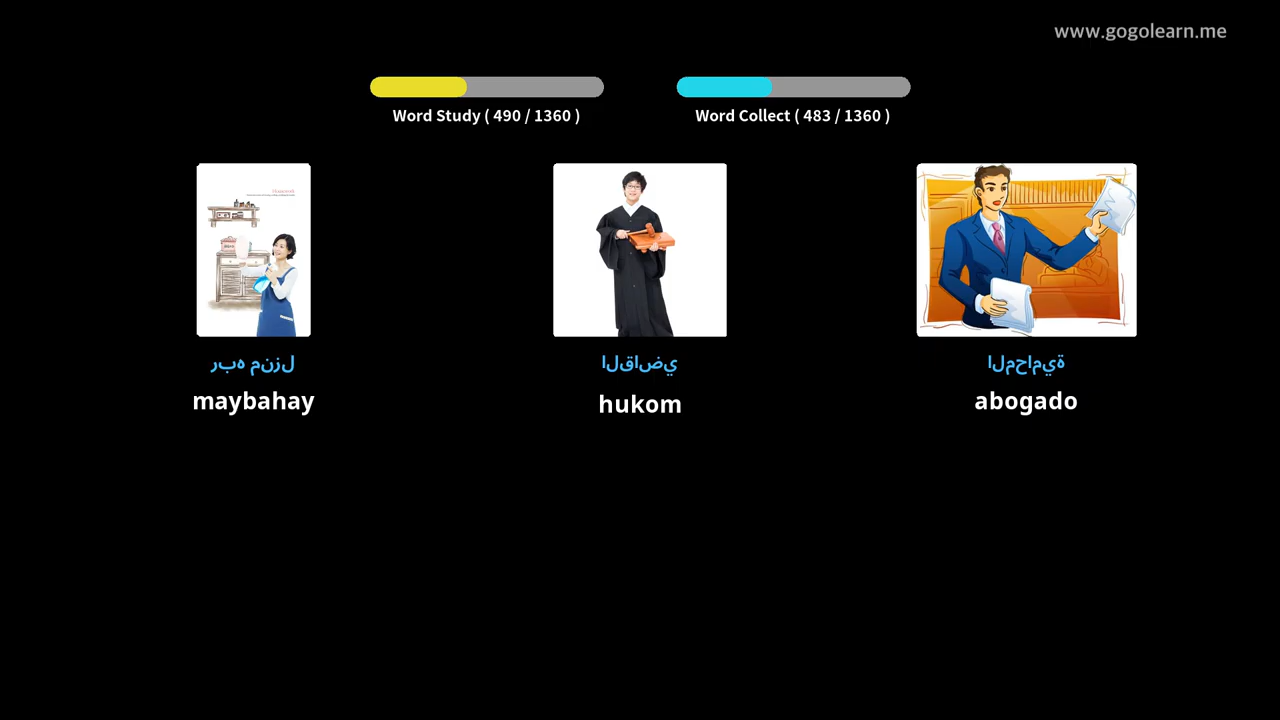 www.gogolearn.me
Word Study ( 490 / 1360 )
Word Collect ( 483 / 1360 )
ربه منزل
القاضي
المحامية
maybahay
hukom
abogado